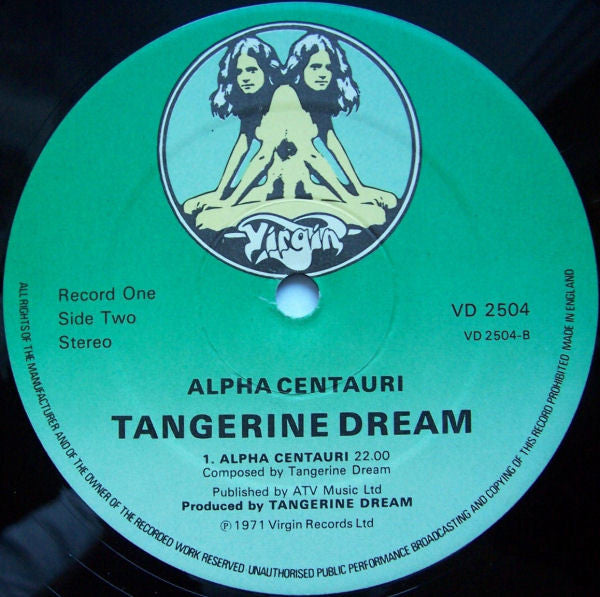 Virgin
Record One
Side Two
Stereo
VD 2504
VD 2504-B
ALPHA CENTAURI
TANGERINE DREAM
1. ALPHA CENTAURI 22.00
Composed by Tangerine Dream
Published by ATV Music Ltd
Produced by TANGERINE DREAM
℗ 1971 Virgin Records Ltd
ALL RIGHTS OF THE MANUFACTURER AND OF THE OWNER OF THE RECORDED WORK RESERVED UNAUTHORISED PUBLIC PERFORMANCE BROADCASTING AND COPYING OF THIS RECORD PROHIBITED MADE IN ENGLAND